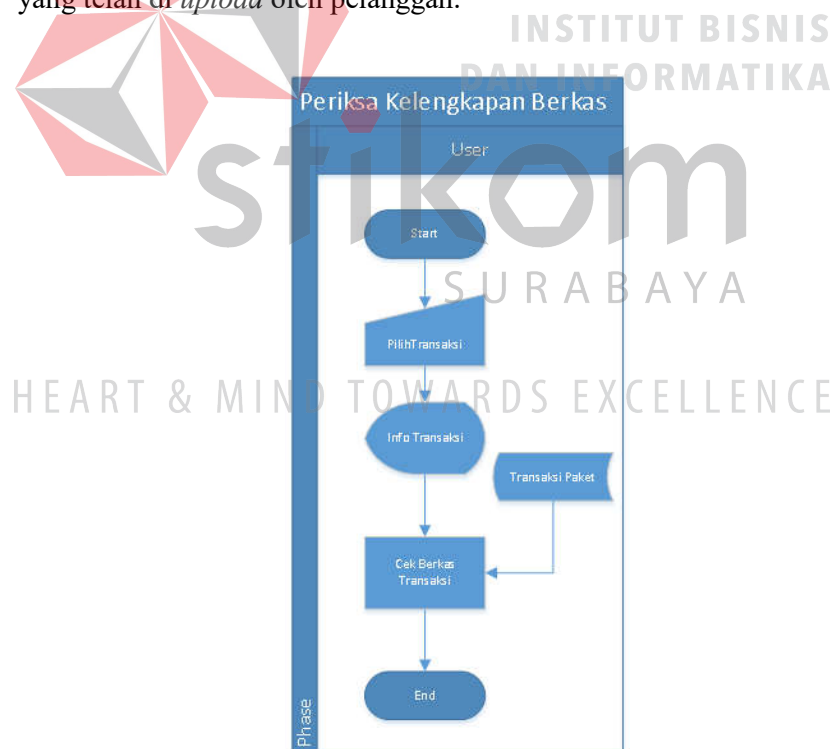 yang telah di upload oleh pelanggan.
INSTITUT BISNIS
DAN INFORMATIKA
Periksa Kelengkapan Berkas
User
stikom
Start
SURABAYA
PilihTransaksi
HEART & MIND TOWARDS EXCELLENCE
Info Transaksi
Transaksi Paket
Cek Berkas
Transaksi
End
Phase